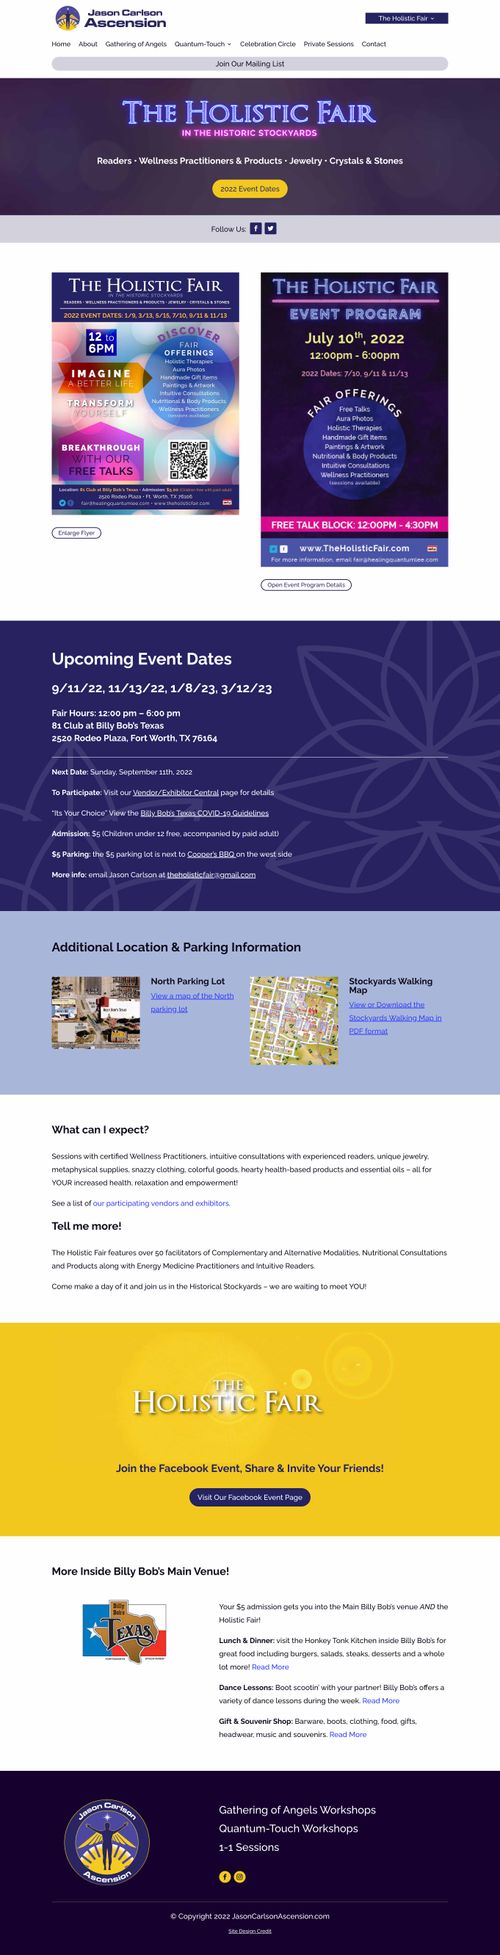 Jason Carlson
Ascension
The Holistic Fair
Home About Gathering of Angels Quantum-Touch Celebration Circle Private Sessions Contact
Join Our Mailing List
THE HOLISTIC FAIR
IN THE HISTORIC STOCKYARDS
Readers • Wellness Practitioners & Products • Jewelry • Crystals & Stones
2022 Event Dates
Follow Us:
THE HOLISTIC FAIR
IN THE HISTORIC STOCKYARDS
READERS • WELLNESS PRACTITIONERS & PRODUCTS • JEWELRY • CRYSTALS & STONES
2022 EVENT DATES: 1/9, 3/13, 5/15, 7/10, 9/11 & 11/13
12 to
6PM
DISCOVER
FAIR
OFFERINGS
Holistic Therapies
Aura Photos
Handmade Gift Items
Paintings & Artwork
Intuitive Consultations
Nutritional & Body Products
Wellness Practitioners
(sessions available)
IMAGINE
A BETTER LIFE
TRANSFORM
YOURSELF
BREAKTHROUGH
WITH OUR
FREE TALKS
Location: 81 Club at Billy Bob's Texas • Admission: $5.00 (Children free with paid adult)
2520 Rodeo Plaza • Ft. Worth, TX 76106
fair@healingquantumlee.com • www.theholisticfair.com
Enlarge Flyer
THE HOLISTIC FAIR
EVENT PROGRAM
July 10th, 2022
12:00pm - 6:00pm
2022 Dates: 7/10, 9/11 & 11/13
FAIR OFFERINGS
Free Talks
Aura Photos
Holistic Therapies
Handmade Gift Items
Paintings & Artwork
Nutritional & Body Products
Intuitive Consultations
Wellness Practitioners
(sessions available)
FREE TALK BLOCK: 12:00PM - 4:30PM
www.TheHolisticFair.com
For more information, email fair@healingquantumlee.com
Open Event Program Details
Upcoming Event Dates
9/11/22, 11/13/22, 1/8/23, 3/12/23
Fair Hours: 12:00 pm – 6:00 pm
81 Club at Billy Bob's Texas
2520 Rodeo Plaza, Fort Worth, TX 76164
Next Date: Sunday, September 11th, 2022
To Participate: Visit our Vendor/Exhibitor Central page for details
"Its Your Choice" View the Billy Bob's Texas COVID-19 Guidelines
Admission: $5 (Children under 12 free, accompanied by paid adult)
$5 Parking: the $5 parking lot is next to Cooper's BBQ on the west side
More info: email Jason Carlson at theholisticfair@gmail.com
Additional Location & Parking Information
North Parking Lot
View a map of the North
parking lot
Stockyards Walking
Map
View or Download the
Stockyards Walking Map in
PDF format
What can I expect?
Sessions with certified Wellness Practitioners, intuitive consultations with experienced readers, unique jewelry,
metaphysical supplies, snazzy clothing, colorful goods, hearty health-based products and essential oils – all for
YOUR increased health, relaxation and empowerment!
See a list of our participating vendors and exhibitors.
Tell me more!
The Holistic Fair features over 50 facilitators of Complementary and Alternative Modalities, Nutritional Consultations
and Products along with Energy Medicine Practitioners and Intuitive Readers.
Come make a day of it and join us in the Historical Stockyards – we are waiting to meet YOU!
THE
HOLISTIC FAIR
Join the Facebook Event, Share & Invite Your Friends!
Visit Our Facebook Event Page
More Inside Billy Bob's Main Venue!
Billy
Bob's
TEXAS
Your $5 admission gets you into the Main Billy Bob's venue AND the
Holistic Fair!
Lunch & Dinner: visit the Honkey Tonk Kitchen inside Billy Bob's for
great food including burgers, salads, steaks, desserts and a whole
lot more! Read More
Dance Lessons: Boot scootin' with your partner! Billy Bob's offers a
variety of dance lessons during the week. Read More
Gift & Souvenir Shop: Barware, boots, clothing, food, gifts,
headwear, music and souvenirs. Read More
Jason Carlson
Ascension
Gathering of Angels Workshops
Quantum-Touch Workshops
1-1 Sessions
© Copyright 2022 JasonCarlsonAscension.com
Site Design Credit